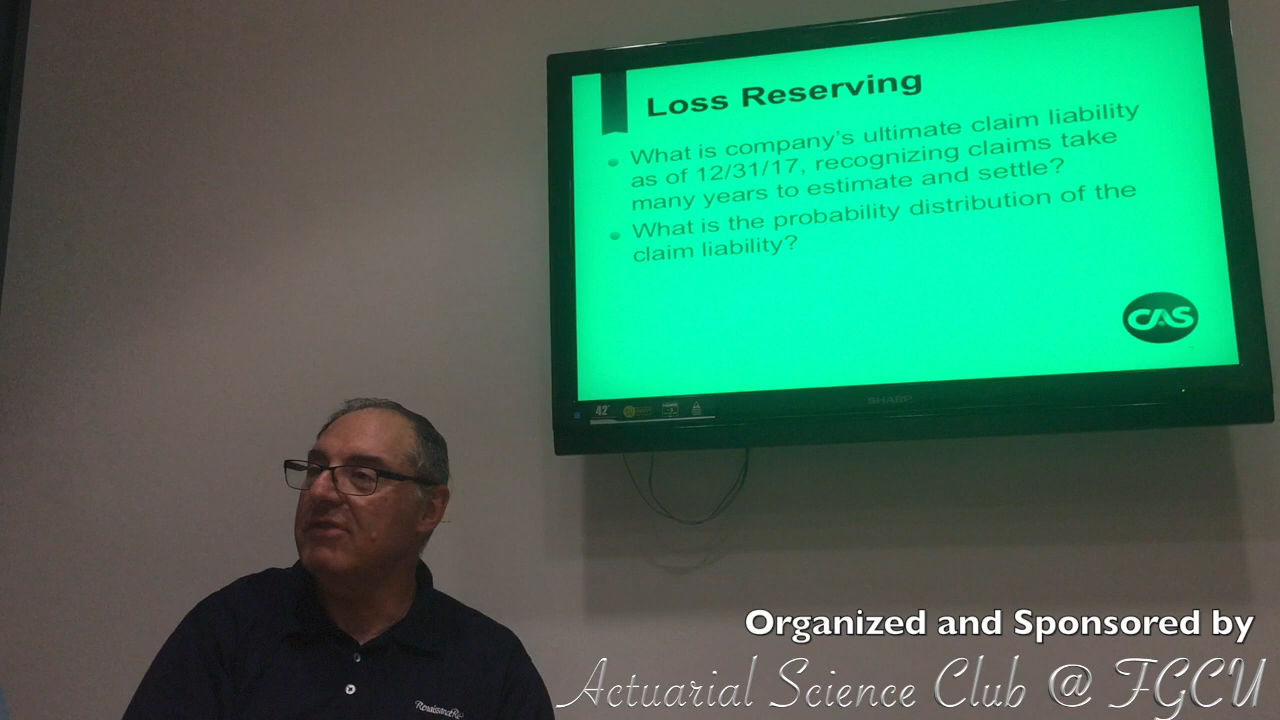 Loss Reserving
What is company's ultimate claim liability
as of 12/31/17, recognizing claims take
many years to estimate and settle?
What is the probability distribution of the
claim liability?
CAS
42°
SHARP
RenaissanceRe
Organized and Sponsored by
Actuarial Science Club @ FGCU